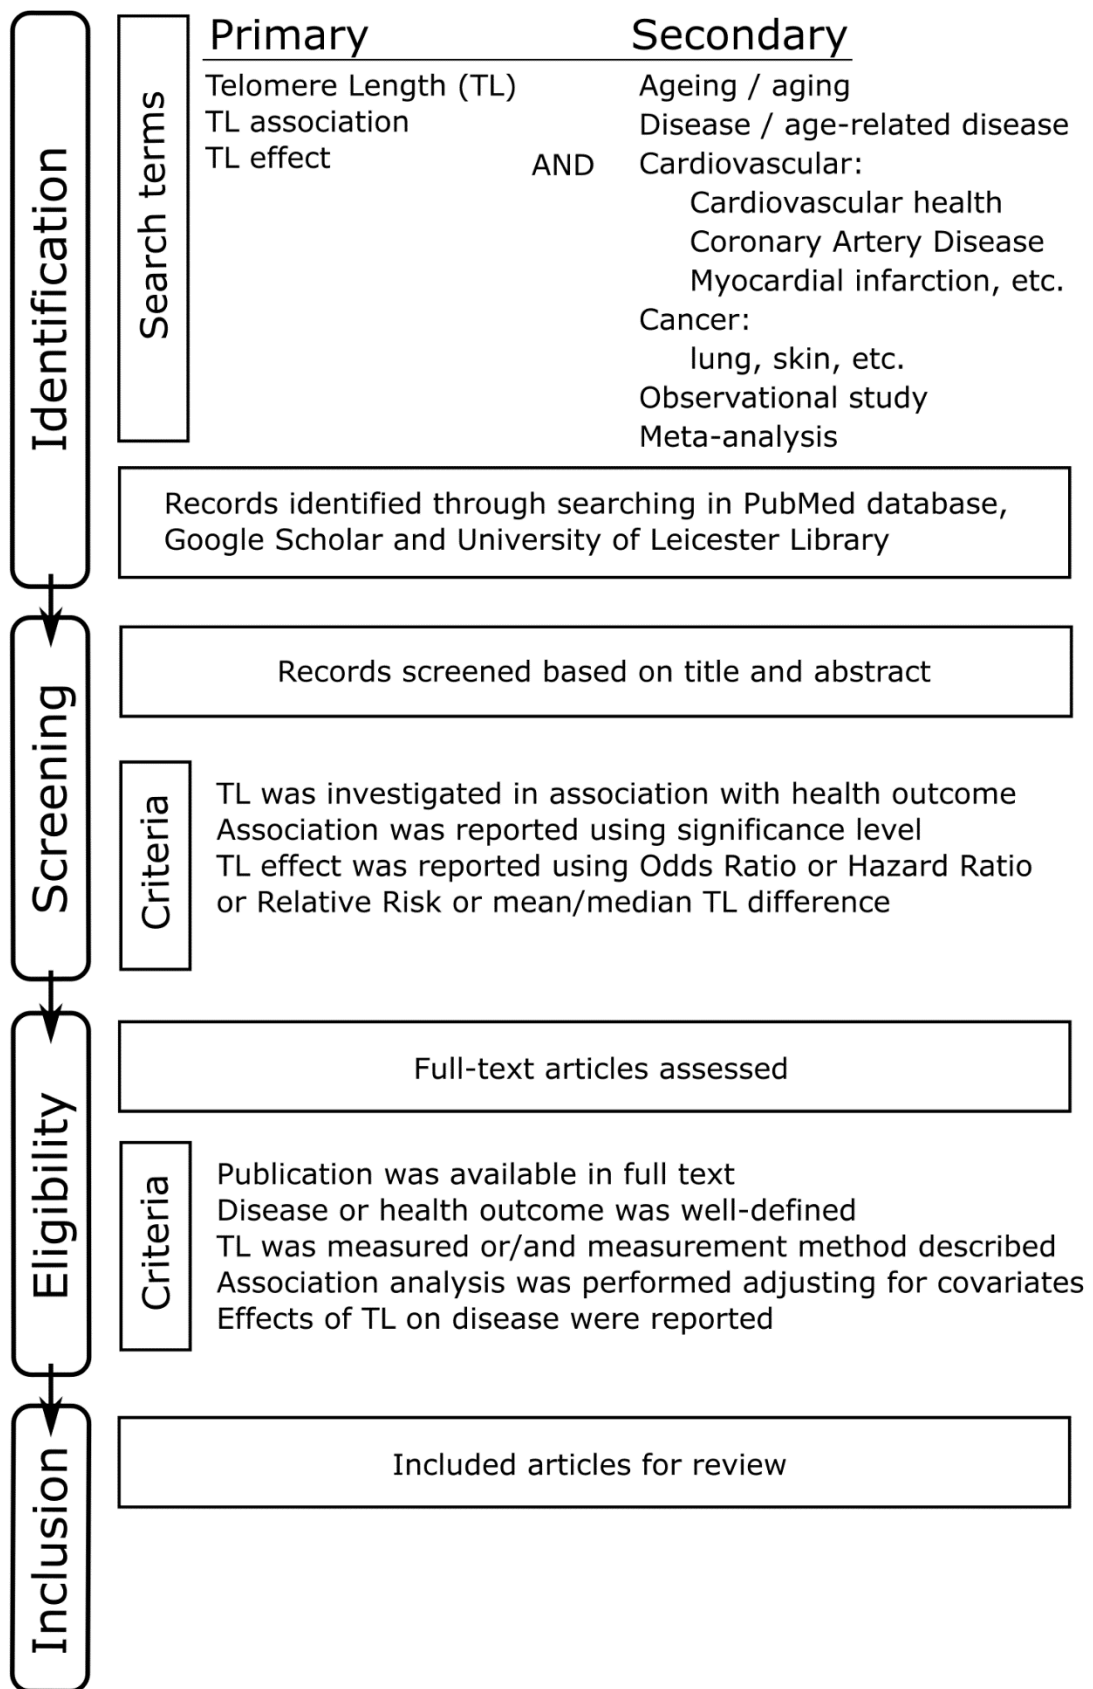 Identification
Search terms
Primary
Secondary
Telomere Length (TL)
TL association
TL effect
AND
Ageing / aging
Disease / age-related disease
Cardiovascular:
Cardiovascular health
Coronary Artery Disease
Myocardial infarction, etc.
Cancer:
lung, skin, etc.
Observational study
Meta-analysis
Records identified through searching in PubMed database,
Google Scholar and University of Leicester Library
Screening
Records screened based on title and abstract
Criteria
TL was investigated in association with health outcome
Association was reported using significance level
TL effect was reported using Odds Ratio or Hazard Ratio
or Relative Risk or mean/median TL difference
Eligibility
Full-text articles assessed
Criteria
Publication was available in full text
Disease or health outcome was well-defined
TL was measured or/and measurement method described
Association analysis was performed adjusting for covariates
Effects of TL on disease were reported
Inclusion
Included articles for review